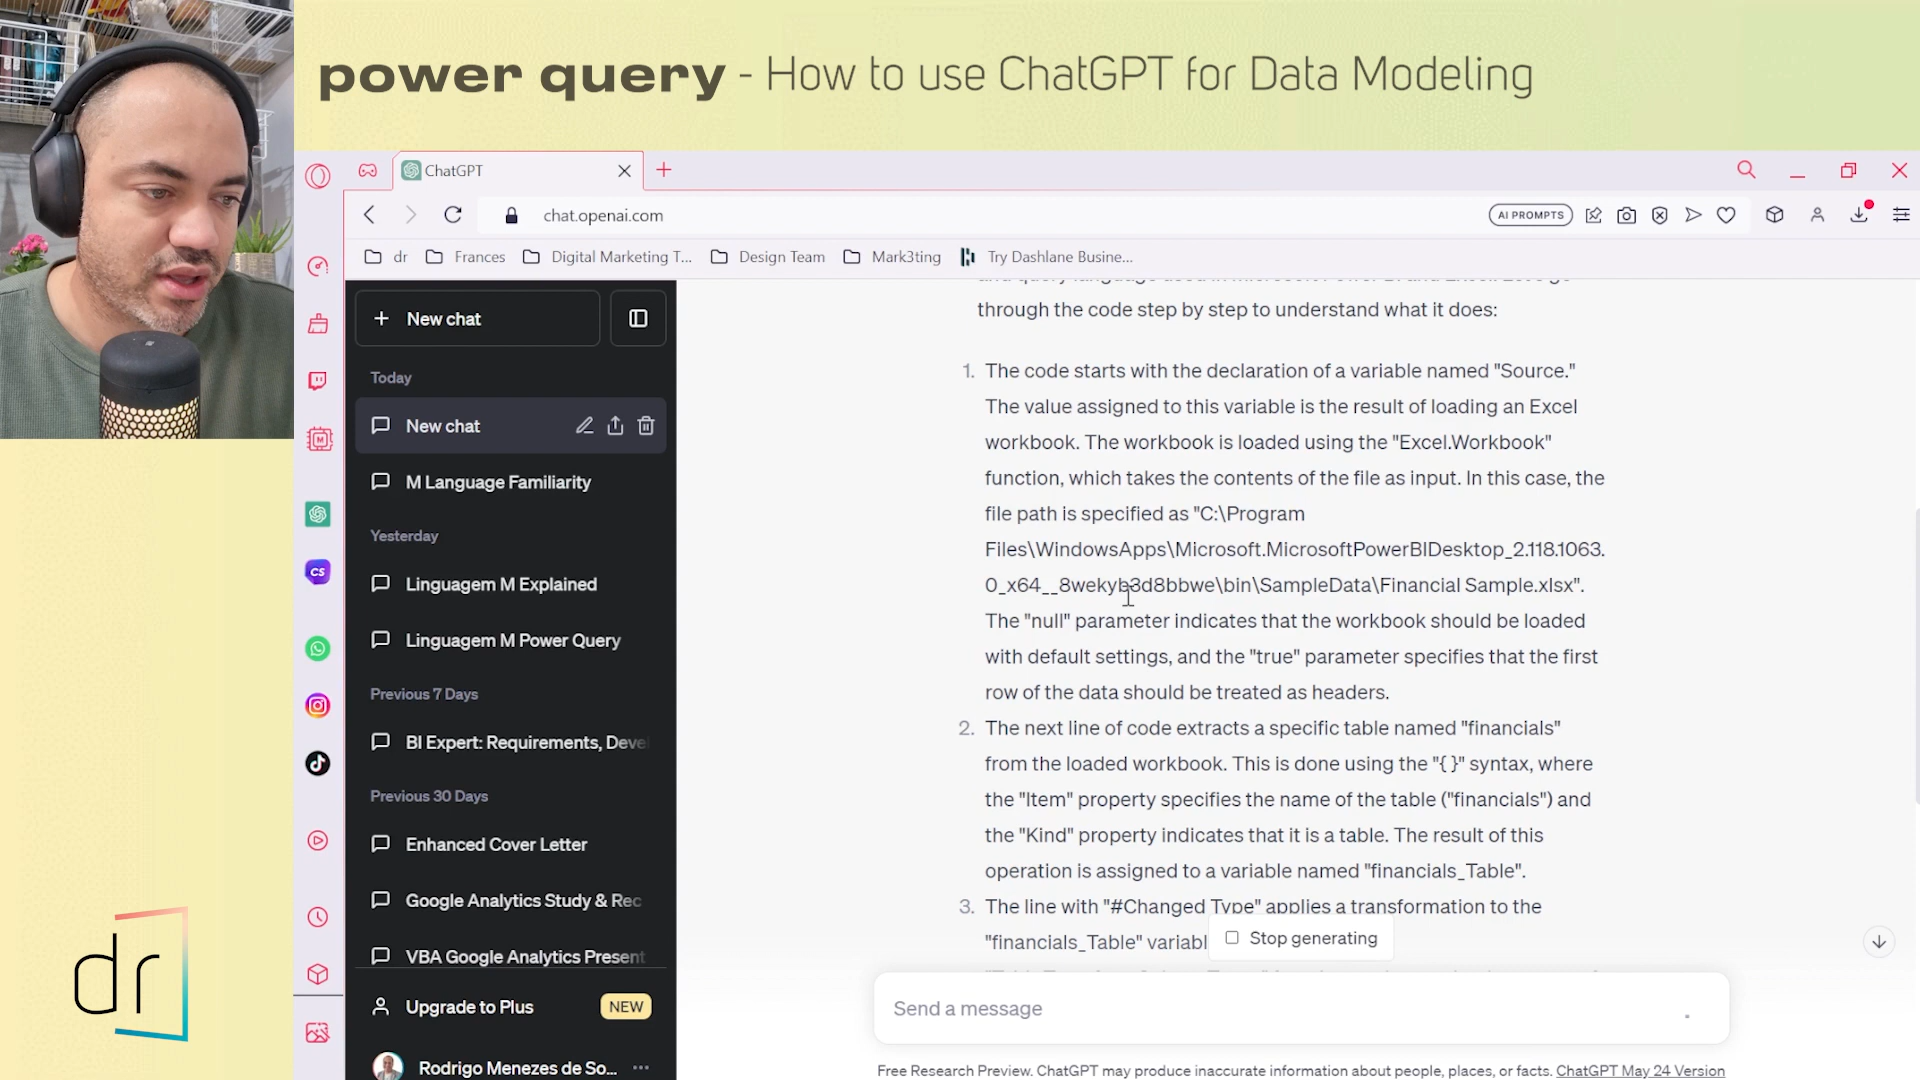 power query - How to use ChatGPT for Data Modeling
ChatGPT
chat.openai.com
AI PROMPTS
dr
Frances
Digital Marketing T...
Design Team
Mark3ting
Try Dashlane Busine...
New chat
Today
New chat
M Language Familiarity
Yesterday
Linguagem M Explained
Linguagem M Power Query
Previous 7 Days
BI Expert: Requirements, Deve
Previous 30 Days
Enhanced Cover Letter
Google Analytics Study & Rec
VBA Google Analytics Present
Upgrade to Plus NEW
Rodrigo Menezes de So... ...
through the code step by step to understand what it does:
1. The code starts with the declaration of a variable named "Source."
The value assigned to this variable is the result of loading an Excel
workbook. The workbook is loaded using the "Excel.Workbook"
function, which takes the contents of the file as input. In this case, the
file path is specified as "C:\Program
Files\WindowsApps\Microsoft.MicrosoftPowerBIDesktop_2.118.1063.
0_x64__8wekyb3d8bbwe\bin\SampleData\Financial Sample.xlsx".
The "null" parameter indicates that the workbook should be loaded
with default settings, and the "true" parameter specifies that the first
row of the data should be treated as headers.
2. The next line of code extracts a specific table named "financials"
from the loaded workbook. This is done using the "{ }" syntax, where
the "Item" property specifies the name of the table ("financials") and
the "Kind" property indicates that it is a table. The result of this
operation is assigned to a variable named "financials_Table".
3. The line with "#Changed Type" applies a transformation to the
"financials_Table" variabl
Stop generating
Send a message
Free Research Preview. ChatGPT may produce inaccurate information about people, places, or facts. ChatGPT May 24 Version
CS
M
dr